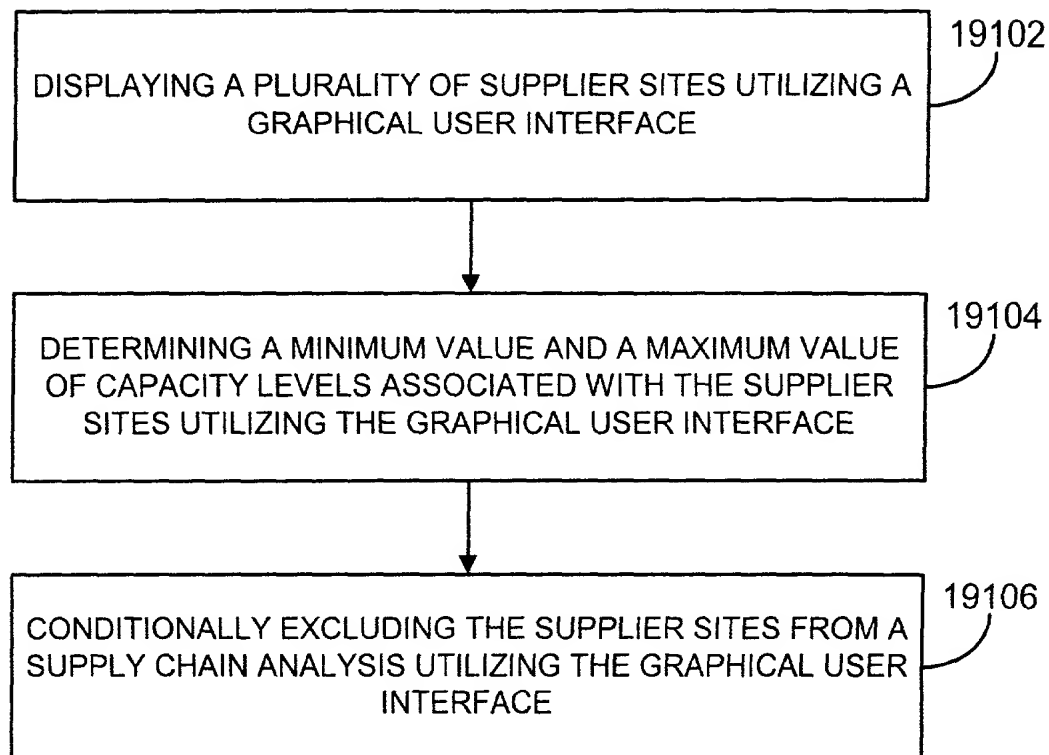 19102
DISPLAYING A PLURALITY OF SUPPLIER SITES UTILIZING A
GRAPHICAL USER INTERFACE
19104
DETERMINING A MINIMUM VALUE AND A MAXIMUM VALUE
OF CAPACITY LEVELS ASSOCIATED WITH THE SUPPLIER
SITES UTILIZING THE GRAPHICAL USER INTERFACE
19106
CONDITIONALLY EXCLUDING THE SUPPLIER SITES FROM A
SUPPLY CHAIN ANALYSIS UTILIZING THE GRAPHICAL USER
INTERFACE